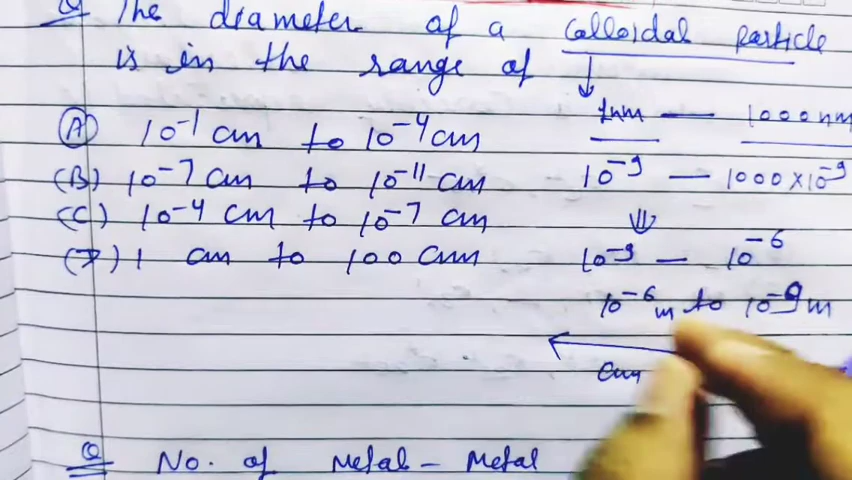 Q The diameter of a colloidal particle
is in the range of
(A) 10⁻¹ cm to 10⁻⁴ cm
(B) 10⁻⁷ cm to 10⁻¹¹ cm
(C) 10⁻⁴ cm to 10⁻⁷ cm
(D) 1 cm to 100 cm
↓
1nm — 1000nm
10⁻⁹ — 1000×10⁻⁹
⇓
10⁻⁹ — 10⁻⁶
10⁻⁶ m to 10⁻⁹ m
←
cm
Q No. of Metal – Metal